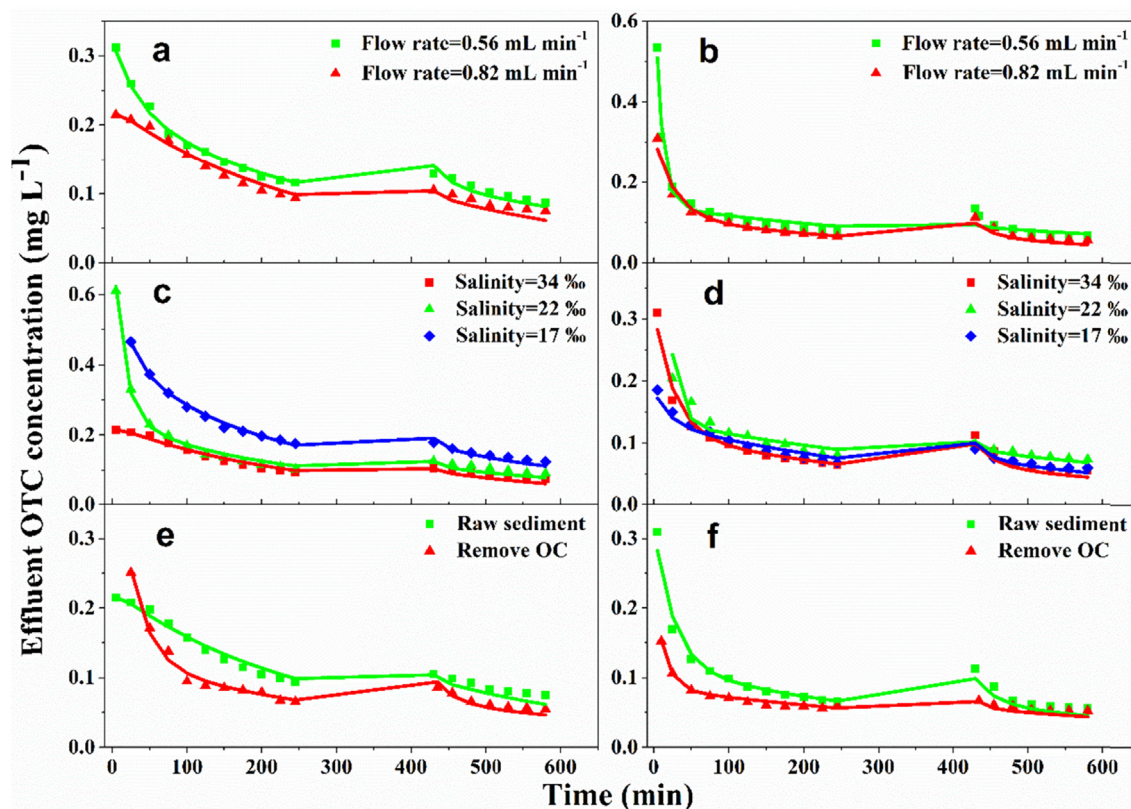 Effluent OTC concentration (mg L⁻¹)
a
Flow rate=0.56 mL min⁻¹
Flow rate=0.82 mL min⁻¹
0.3
0.2
0.1
0.0
b
Flow rate=0.56 mL min⁻¹
Flow rate=0.82 mL min⁻¹
0.6
0.4
0.2
0.0
c
Salinity=34 ‰
Salinity=22 ‰
Salinity=17 ‰
0.6
0.4
0.2
0.0
d
Salinity=34 ‰
Salinity=22 ‰
Salinity=17 ‰
0.3
0.2
0.1
0.0
e
Raw sediment
Remove OC
0.3
0.2
0.1
0.0
0 100 200 300 400 500 600
f
Raw sediment
Remove OC
0.3
0.2
0.1
0.0
0 100 200 300 400 500 600
Time (min)